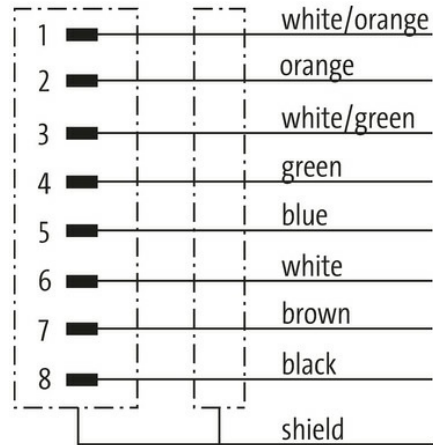 1 white/orange
2 orange
3 white/green
4 green
5 blue
6 white
7 brown
8 black
shield